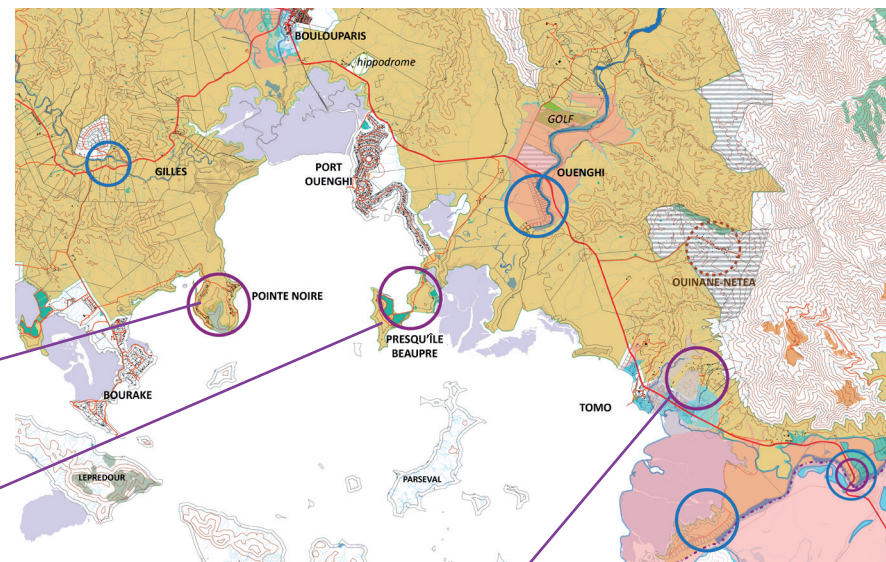 BOULOUPARIS
hippodrome
GOLF
GILLES
PORT
OUENGHI
OUENGHI
OUINANE-NETEA
POINTE NOIRE
PRESQU'ÎLE
BEAUPRE
BOURAKE
TOMO
LEPREDOUR
PARSEVAL